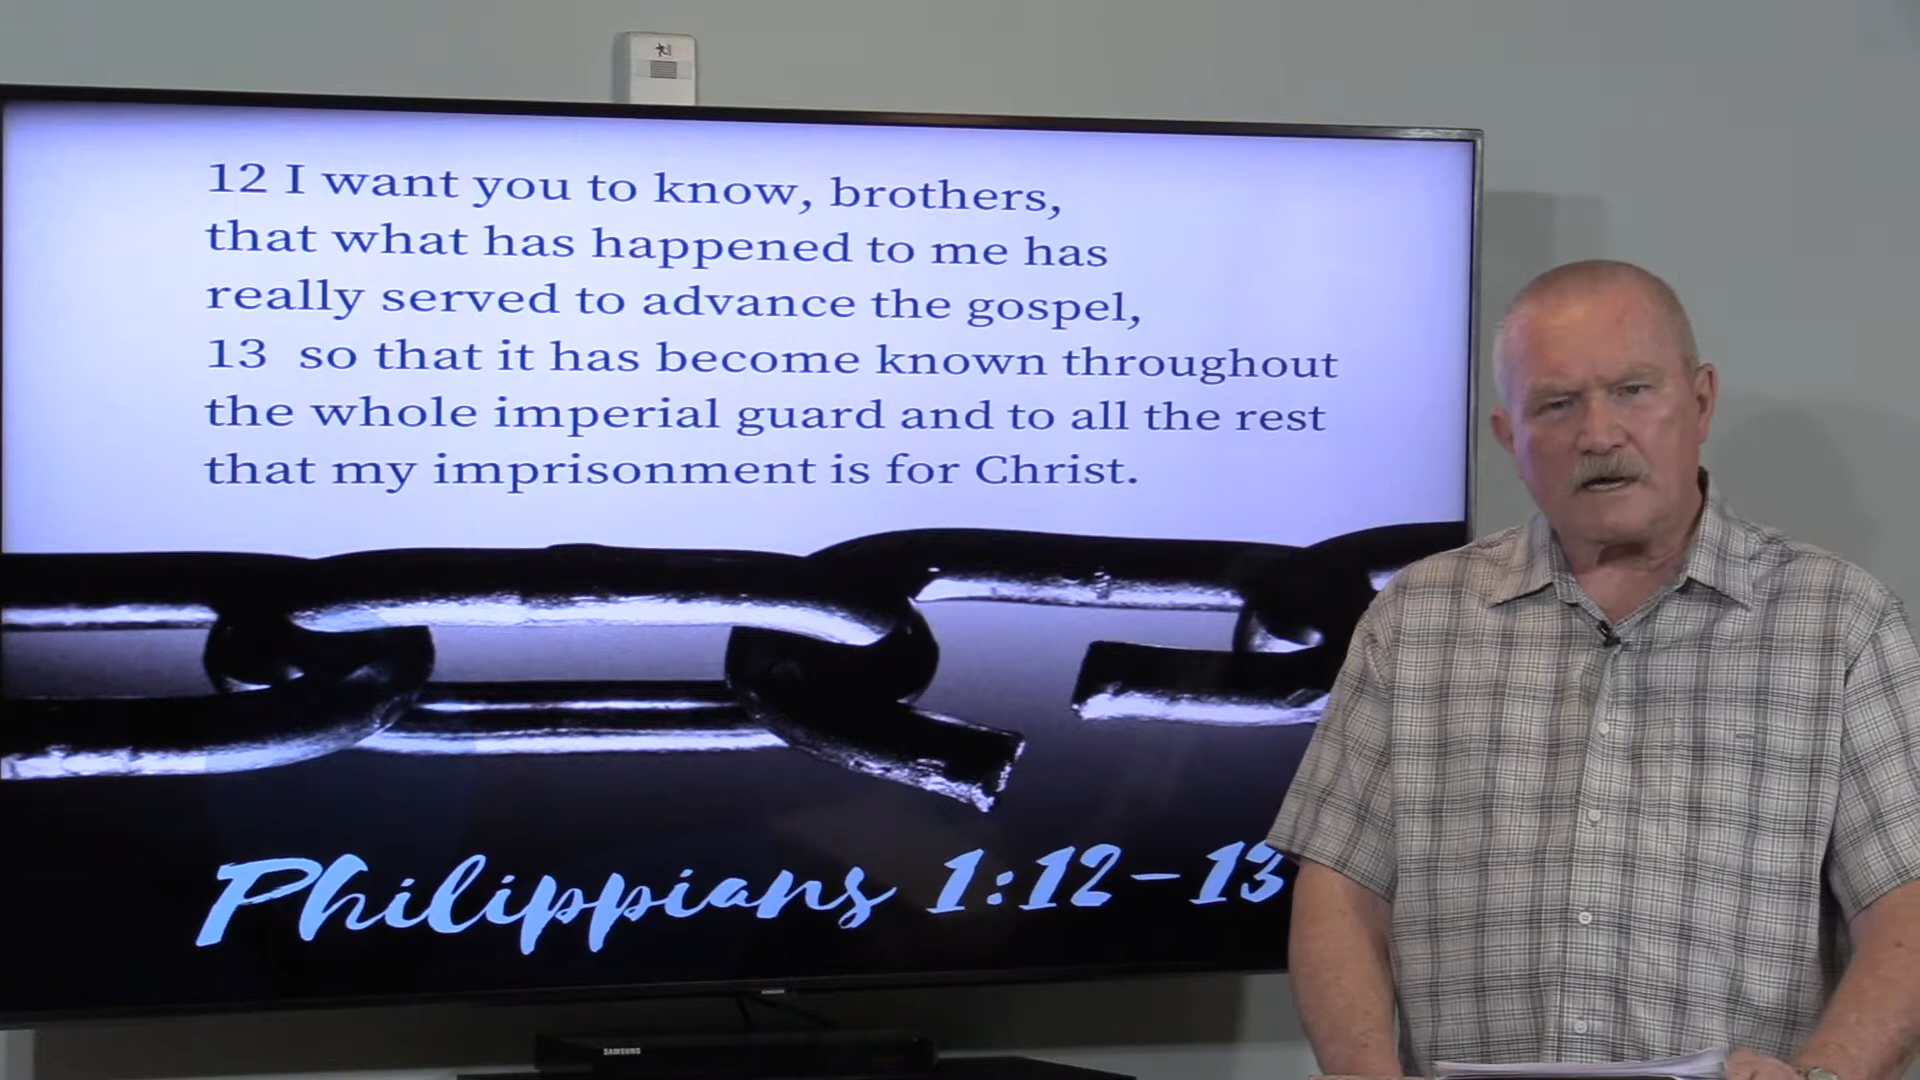 12 I want you to know, brothers,
that what has happened to me has
really served to advance the gospel,
13 so that it has become known throughout
the whole imperial guard and to all the rest
that my imprisonment is for Christ.
Philippians 1:12-13
SAMSUNG
SAMSUNG